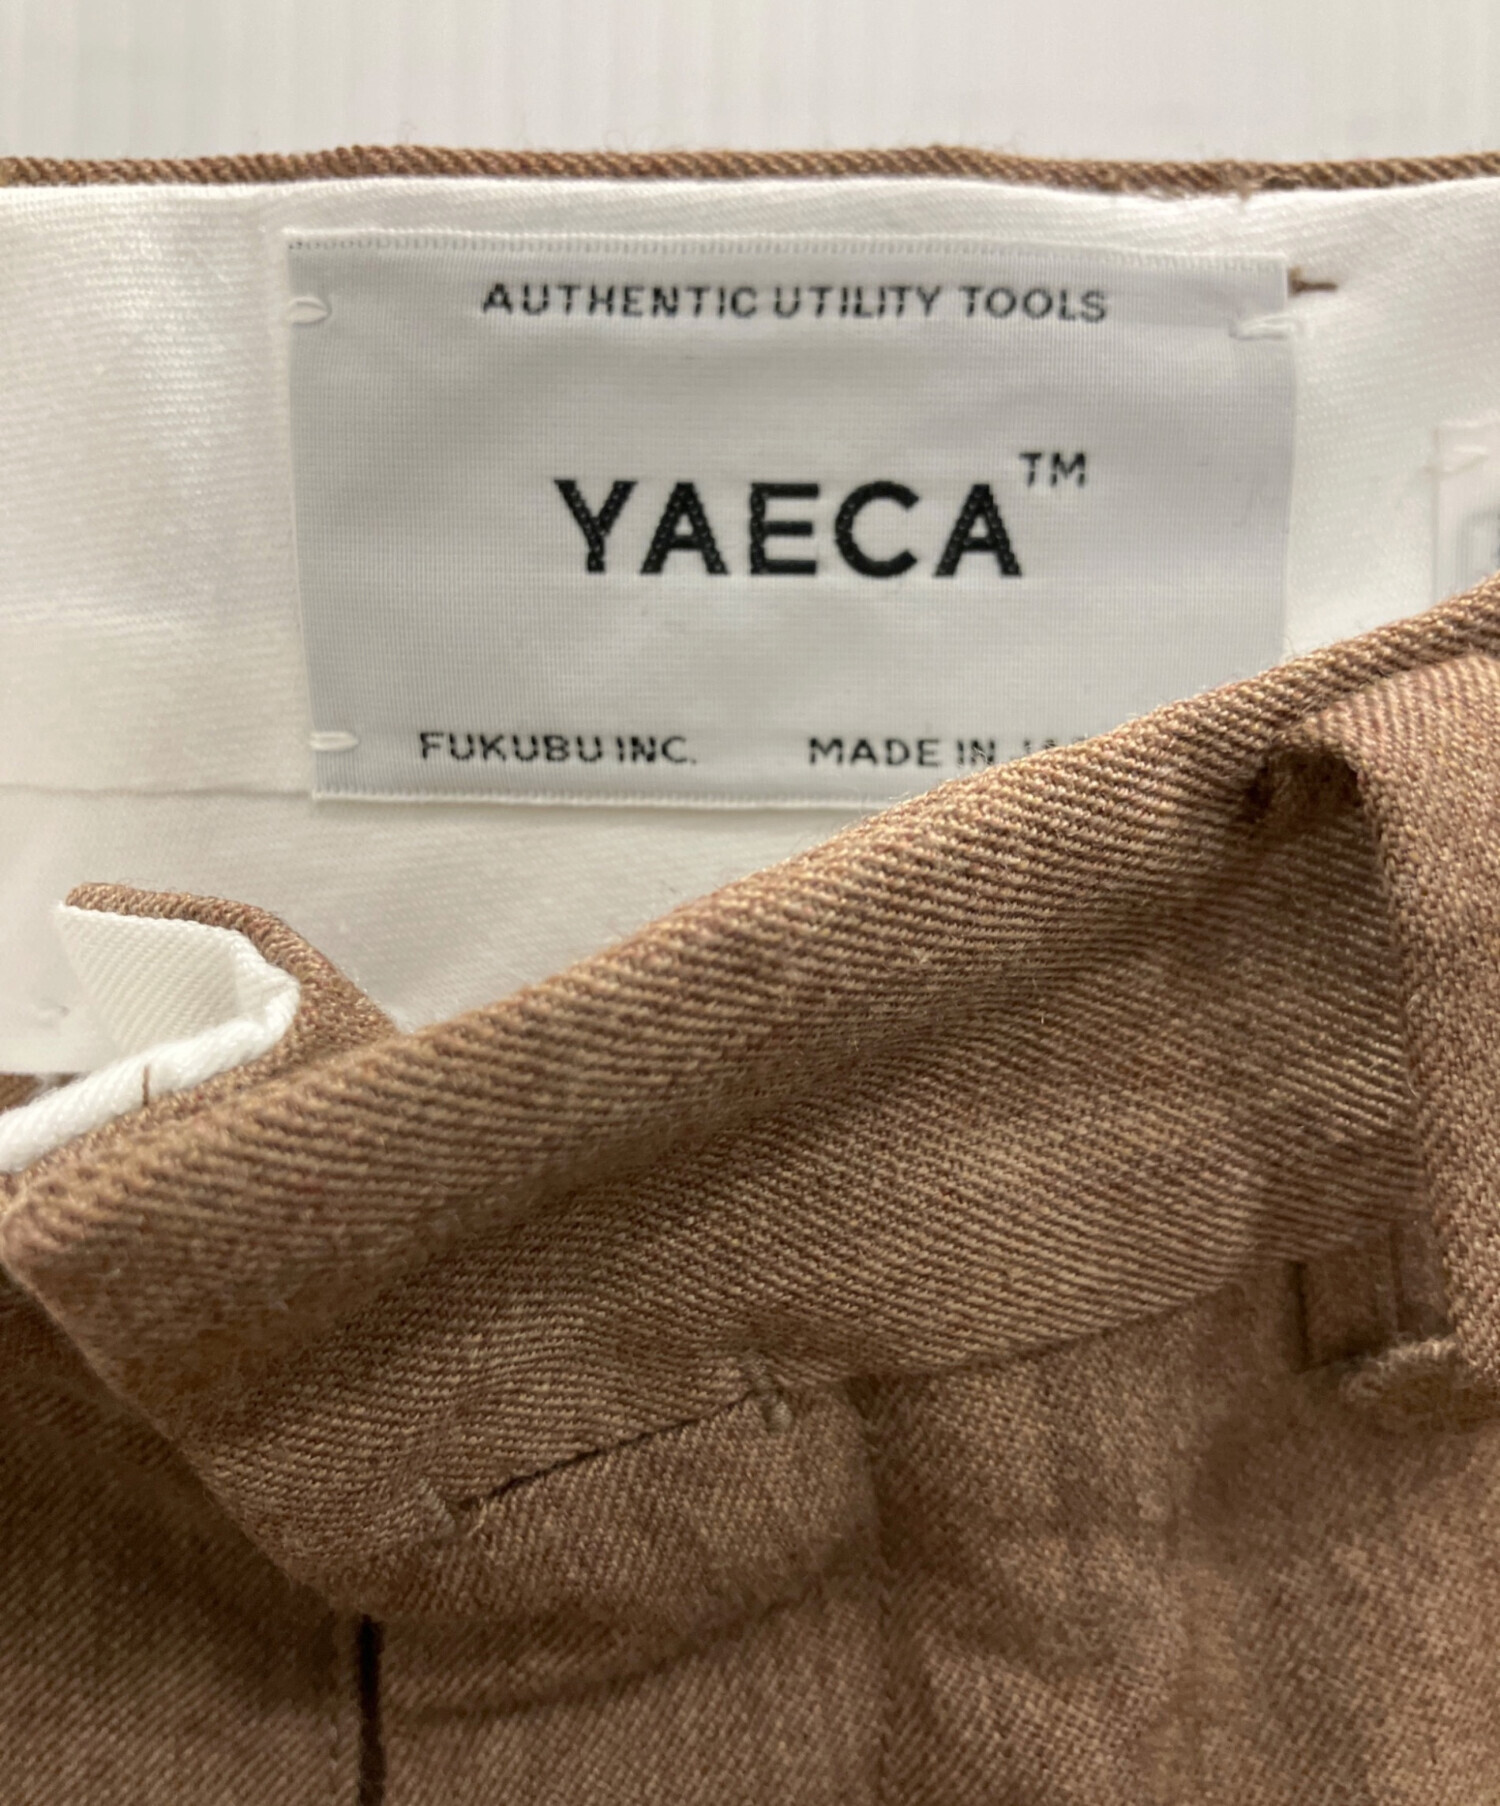 AUTHENTIC UTILITY TOOLS
YAECA™
FUKUBU INC. MADE IN